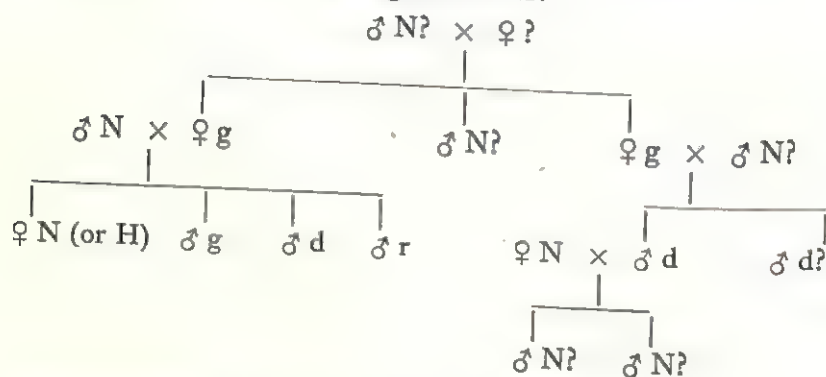 ♂ N? × ♀ ?
♂ N × ♀ g ♂ N? ♀ g × ♂ N?
♀ N (or H) ♂ g ♂ d ♂ r ♀ N × ♂ d ♂ d?
♂ N? ♂ N?